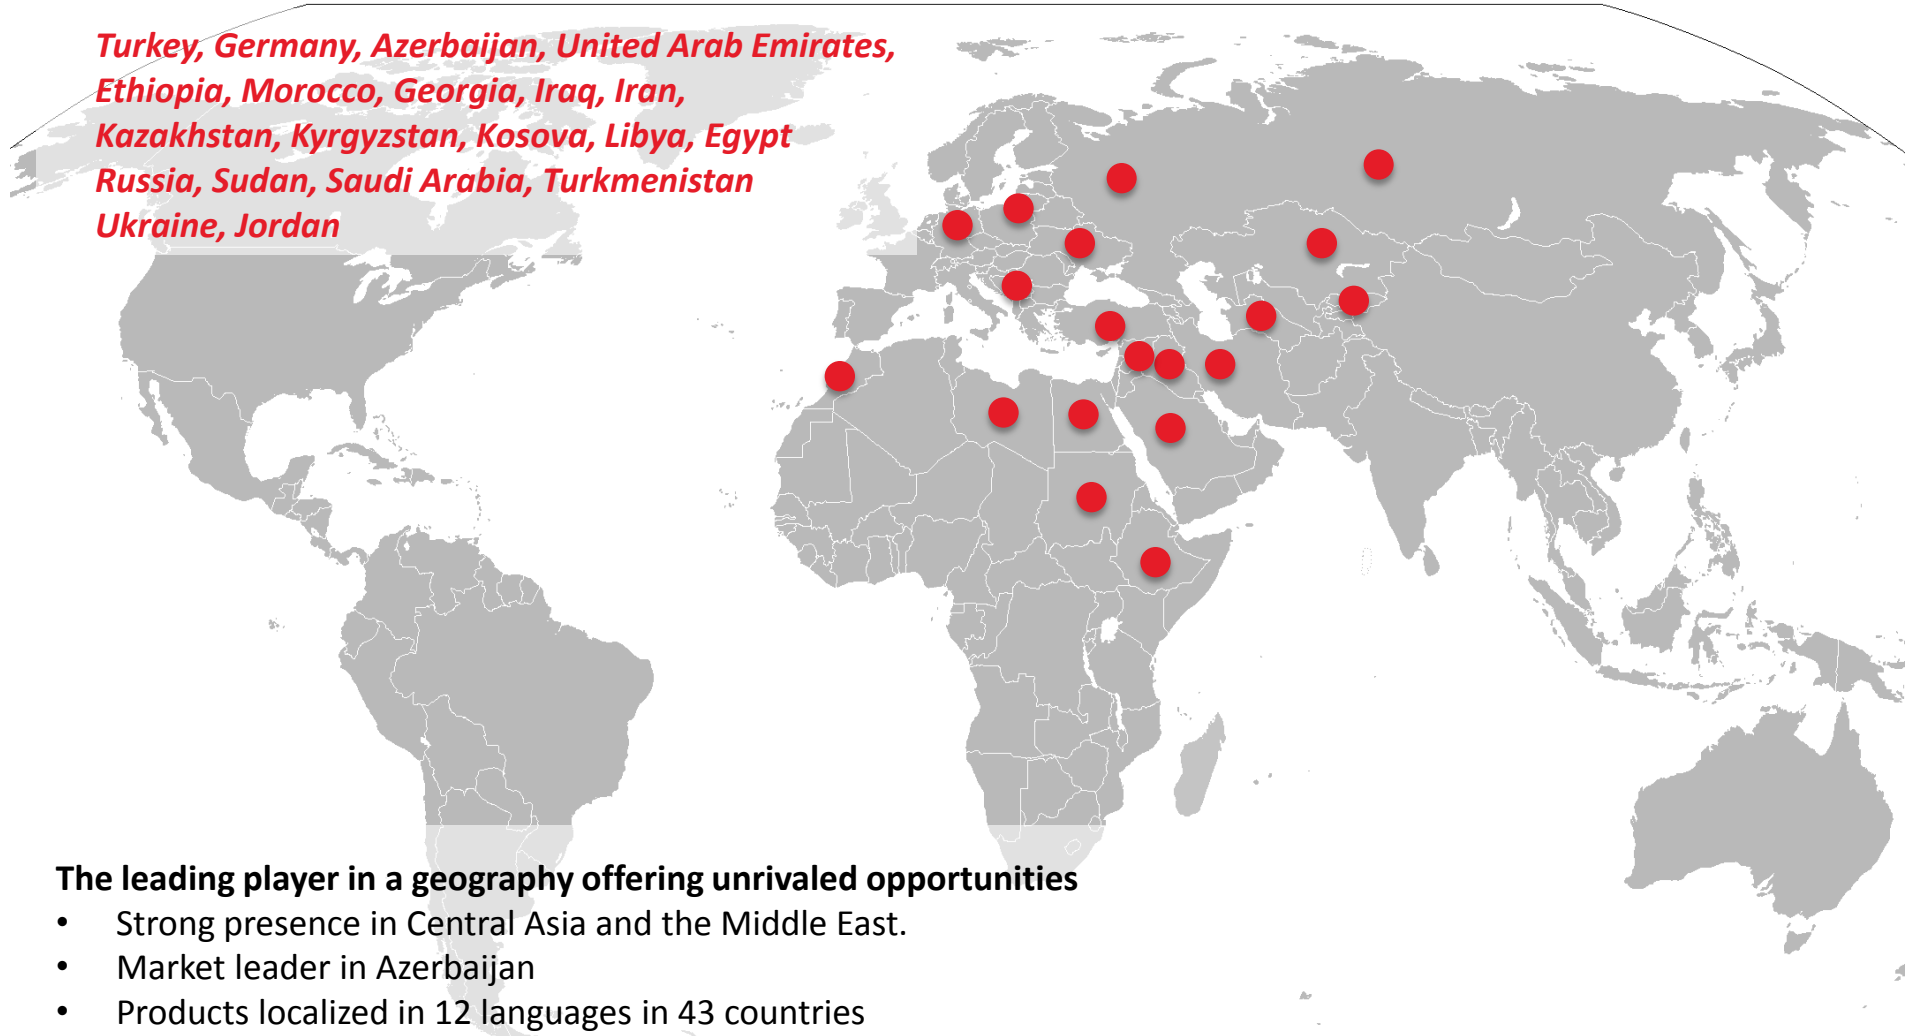 Turkey, Germany, Azerbaijan, United Arab Emirates,
Ethiopia, Morocco, Georgia, Iraq, Iran,
Kazakhstan, Kyrgyzstan, Kosova, Libya, Egypt
Russia, Sudan, Saudi Arabia, Turkmenistan
Ukraine, Jordan
The leading player in a geography offering unrivaled opportunities
• Strong presence in Central Asia and the Middle East.
• Market leader in Azerbaijan
• Products localized in 12 languages in 43 countries